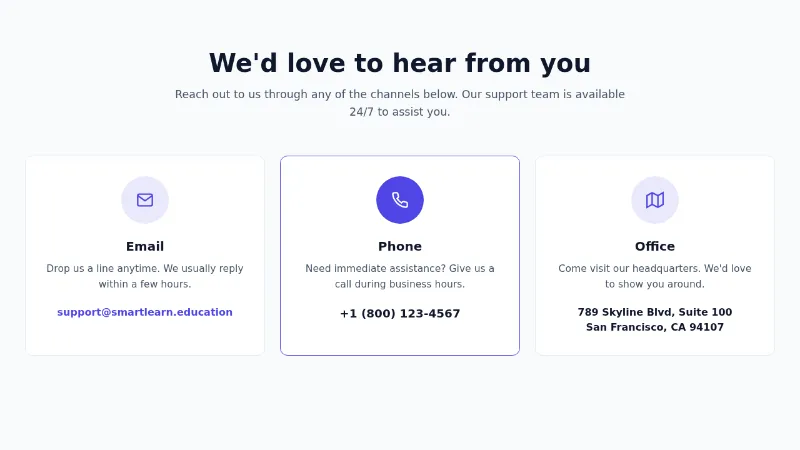 We'd love to hear from you
Reach out to us through any of the channels below. Our support team is available
24/7 to assist you.
Email
Drop us a line anytime. We usually reply
within a few hours.
support@smartlearn.education
Phone
Need immediate assistance? Give us a
call during business hours.
+1 (800) 123-4567
Office
Come visit our headquarters. We'd love
to show you around.
789 Skyline Blvd, Suite 100
San Francisco, CA 94107